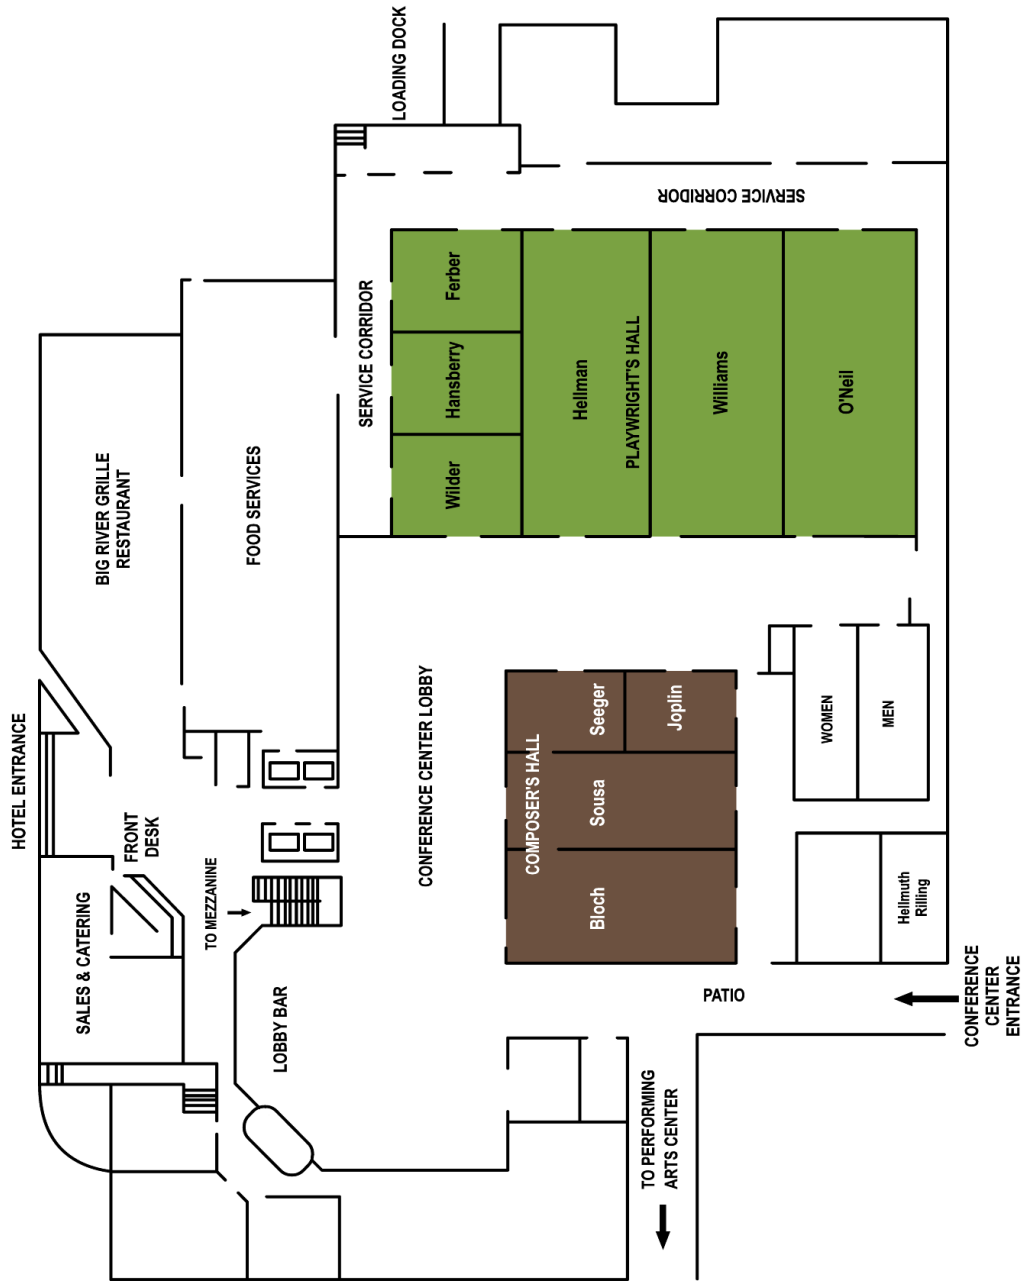 LOADING DOCK
SERVICE CORRIDOR
SERVICE CORRIDOR
Ferber
Hansberry
Wilder
Hellman
PLAYWRIGHT'S HALL
Williams
O'Neil
BIG RIVER GRILLE
RESTAURANT
FOOD SERVICES
HOTEL ENTRANCE
FRONT
DESK
SALES & CATERING
TO MEZZANINE
LOBBY BAR
CONFERENCE CENTER LOBBY
COMPOSER'S HALL
Seeger
Joplin
Sousa
Bloch
WOMEN
MEN
Hellmuth
Rilling
PATIO
CONFERENCE
CENTER
ENTRANCE
TO PERFORMING
ARTS CENTER